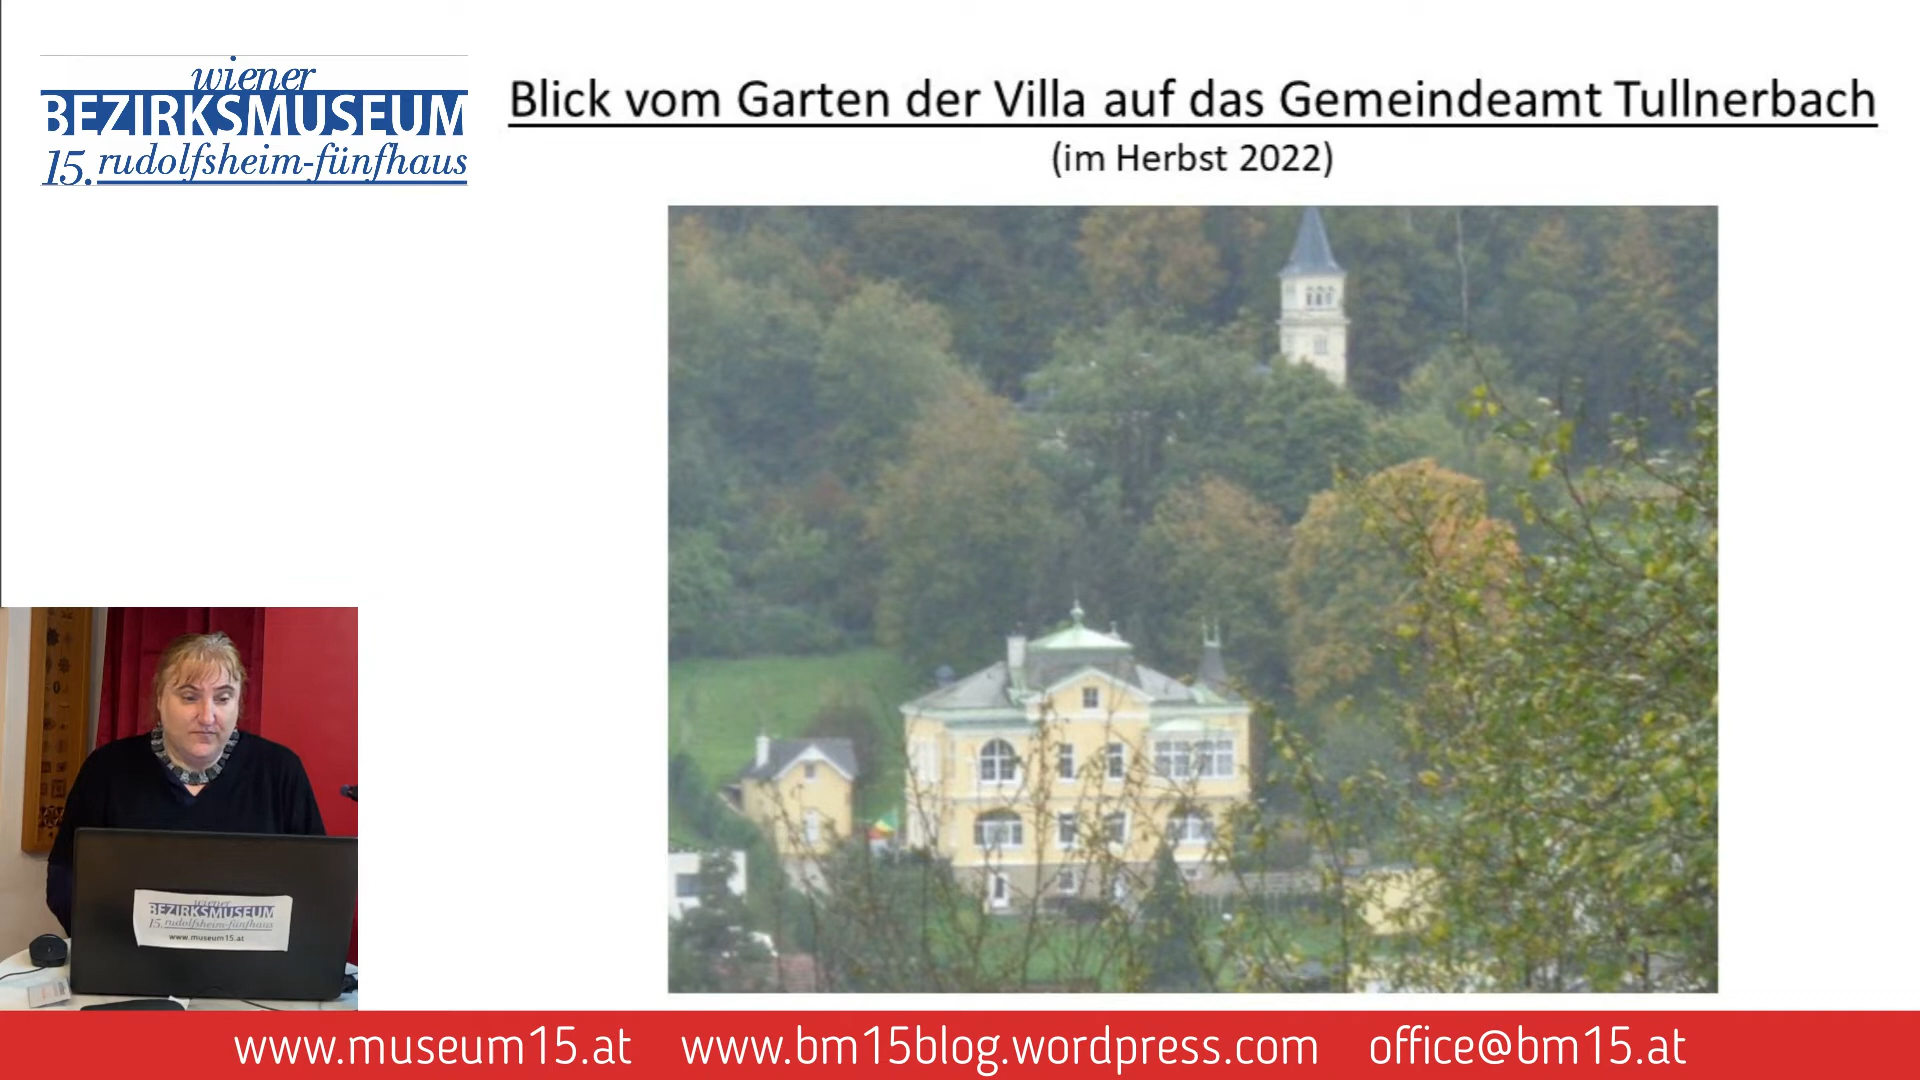 wiener
BEZIRKSMUSEUM
15. rudolfsheim-fünfhaus
Blick vom Garten der Villa auf das Gemeindeamt Tullnerbach
(im Herbst 2022)
wiener
BEZIRKSMUSEUM
15. rudolfsheim-fünfhaus
www.museum15.at
www.museum15.at www.bm15blog.wordpress.com office@bm15.at